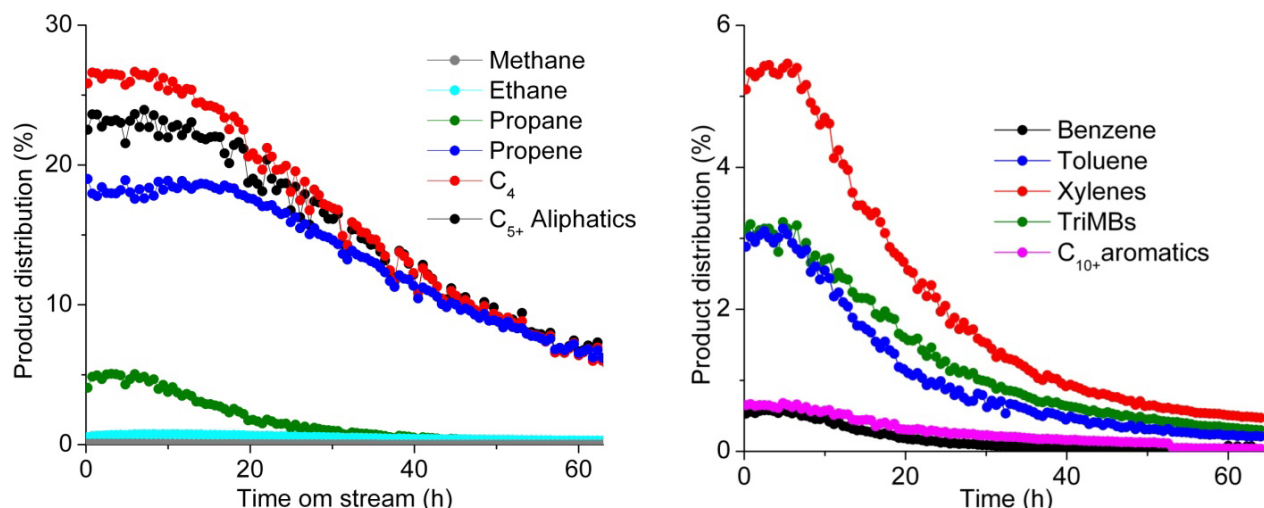 30
20
10
0
Product distribution (%)
0 20 40 60
Time om stream (h)
Methane
Ethane
Propane
Propene
C₄
C₅₊ Aliphatics
6
4
2
0
Product distribution (%)
0 20 40 60
Time (h)
Benzene
Toluene
Xylenes
TriMBs
C₁₀₊aromatics